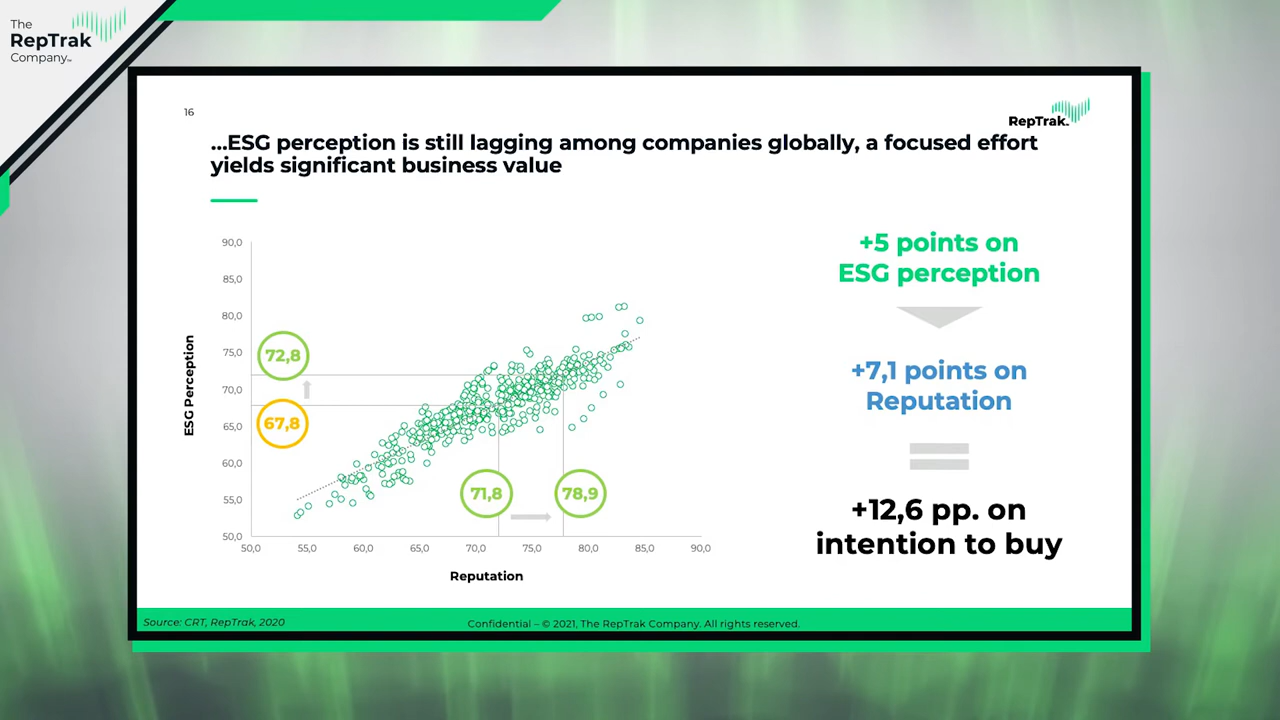 The
RepTrak
Company™
16
RepTrak™
...ESG perception is still lagging among companies globally, a focused effort
yields significant business value
90,0
85,0
80,0
75,0
70,0
65,0
60,0
55,0
50,0
ESG Perception
72,8
67,8
71,8
78,9
50,0
55,0
60,0
65,0
70,0
75,0
80,0
85,0
90,0
Reputation
+5 points on
ESG perception
+7,1 points on
Reputation
+12,6 pp. on
intention to buy
Source: CRT, RepTrak, 2020
Confidential – © 2021, The RepTrak Company. All rights reserved.